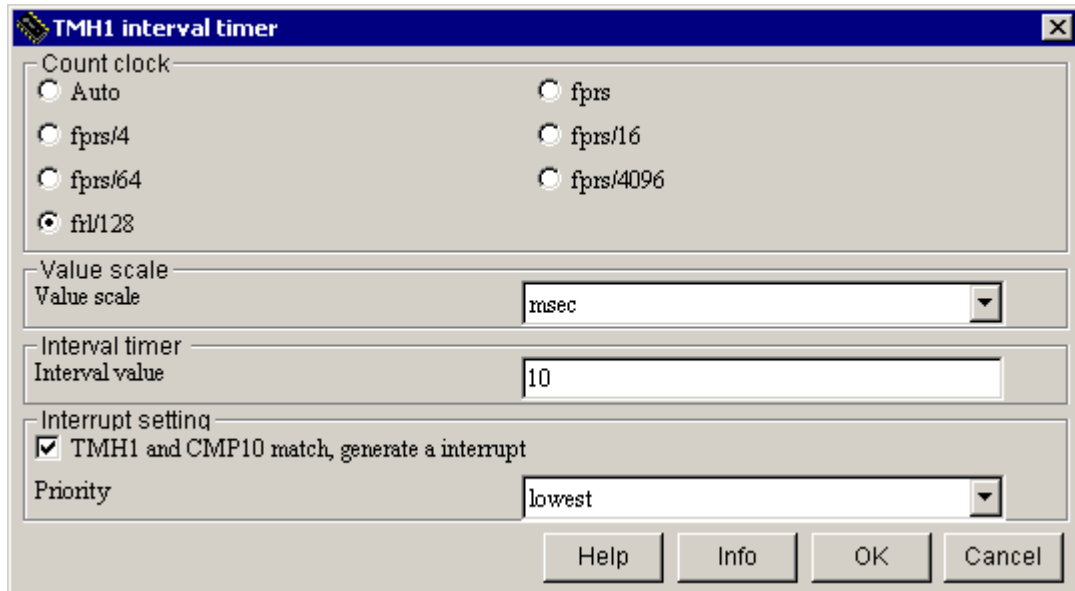 TMH1 interval timer
Count clock
Auto
fprs
fprs/4
fprs/16
fprs/64
fprs/4096
frl/128
Value scale
Value scale
msec
Interval timer
Interval value
10
Interrupt setting
TMH1 and CMP10 match, generate a interrupt
Priority
lowest
Help Info OK Cancel